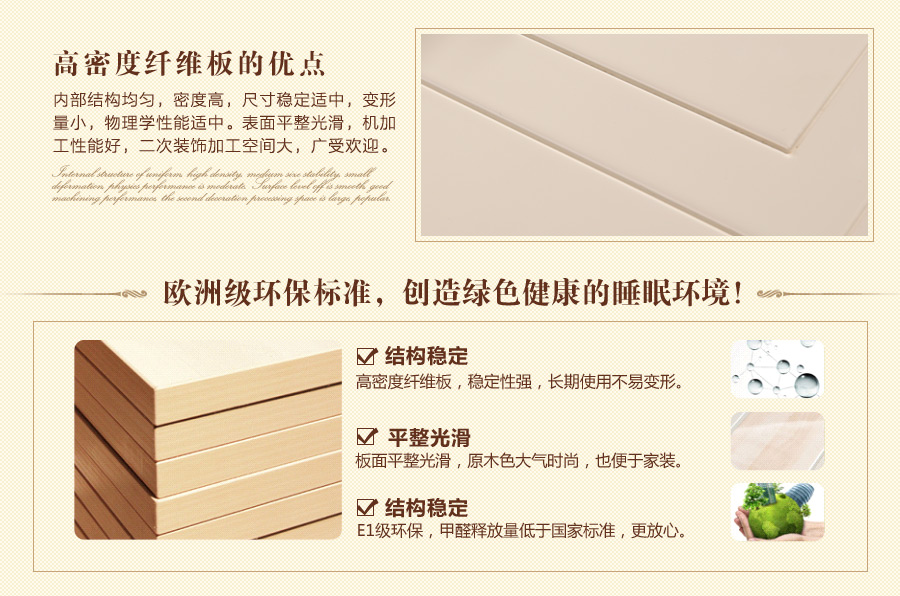 高密度纤维板的优点
内部结构均匀，密度高，尺寸稳定适中，变形
量小，物理学性能适中。表面平整光滑，机加
工性能好，二次装饰加工空间大，广受欢迎。
Internal structure of uniform, high density, medium size stability, small
deformation, physics performance is moderate. Surface level off is smooth, good
machining performance, the second decoration processing space is large, popular.
欧洲级环保标准，创造绿色健康的睡眠环境！
结构稳定
高密度纤维板，稳定性强，长期使用不易变形。
平整光滑
板面平整光滑，原木色大气时尚，也便于家装。
结构稳定
E1级环保，甲醛释放量低于国家标准，更放心。